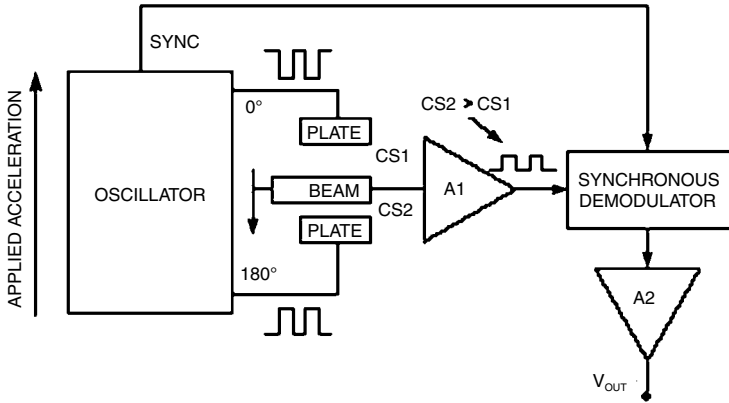 SYNC
APPLIED ACCELERATION
OSCILLATOR
0°
PLATE
CS1
BEAM
CS2
PLATE
180°
CS2 > CS1
A1
SYNCHRONOUS
DEMODULATOR
A2
VOUT